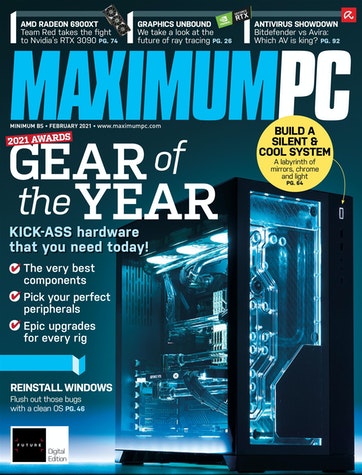 AMD RADEON 6900XT
Team Red takes the fight
to Nvidia's RTX 3090 PG. 74
GRAPHICS UNBOUND
We take a look at the
future of ray tracing PG. 26
RTX
ANTIVIRUS SHOWDOWN
Bitdefender vs Avira:
Which AV is king? PG. 92
MAXIMUMPC
MINIMUM BS • FEBRUARY 2021 • www.maximumpc.com
2021 AWARDS
GEAR of
the YEAR
KICK-ASS hardware
that you need today!
The very best
components
Pick your perfect
peripherals
Epic upgrades
for every rig
BUILD A
SILENT &
COOL SYSTEM
A labyrinth of
mirrors, chrome
and light
PG. 64
REINSTALL WINDOWS
Flush out those bugs
with a clean OS PG. 46
FUTURE
Digital
Edition